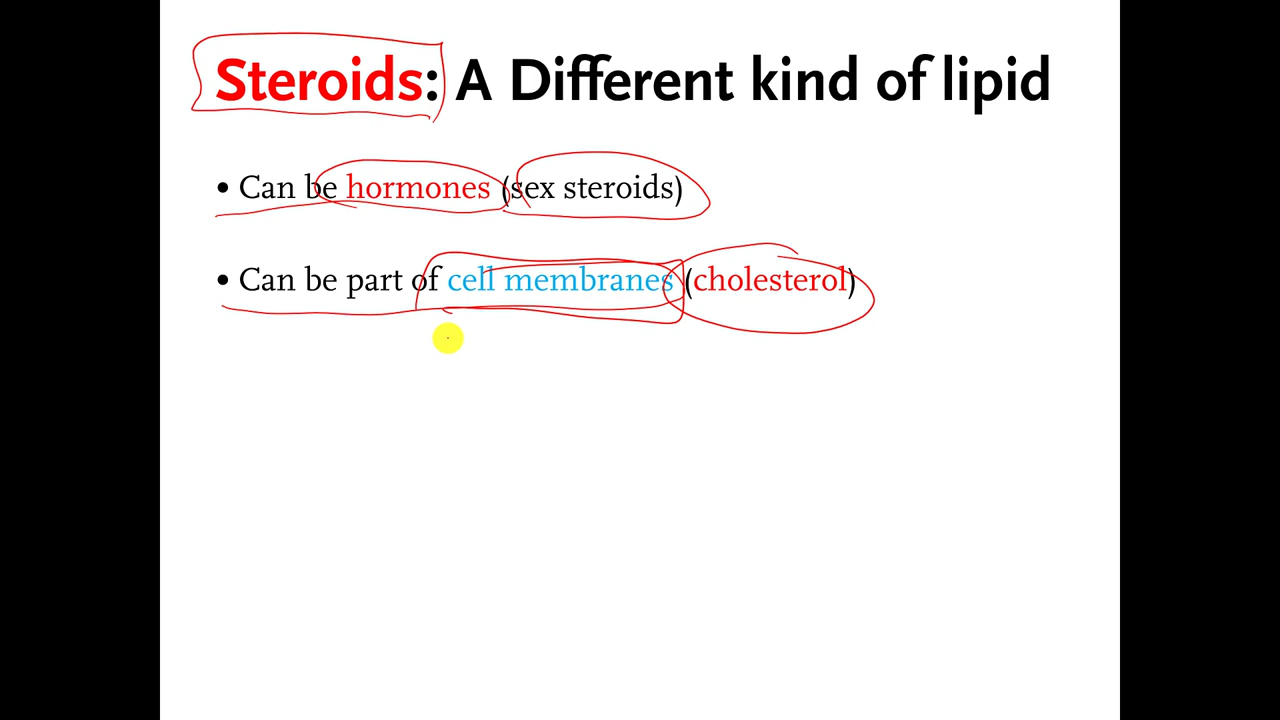 Steroids: A Different kind of lipid
• Can be hormones (sex steroids)
• Can be part of cell membranes (cholesterol)